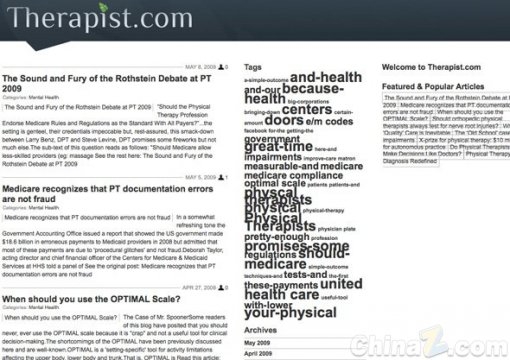 Therapist.com
MAY 8, 2009 0
The Sound and Fury of the Rothstein Debate at PT
2009
Categories: Mental Health
The Sound and Fury of the Rothstein Debate at PT 2009 "Should the Physical
Therapy Profession
Endorse Medicare Rules and Regulations as the Standard With All Payers?"...the
setting is genteel, their credentials impeccable but, rest-assured, this smack-down
between Larry Benz, DPT and Steve Levine, DPT promises some fireworks but not
much else.The sub-text of this question reads as follows: "Should Medicare allow
less-skilled providers (eg: massage See the rest here: The Sound and Fury of the
Rothstein Debate at PT 2009
MAY 5, 2009 1
Medicare recognizes that PT documentation errors
are not fraud
Categories: Mental Health
Medicare recognizes that PT documentation errors are not fraud In a somewhat
refreshing tone the
Government Accounting Office issued a report that showed the US government made
$18.6 billion in erroneous payments to Medicaid providers in 2008 but admitted that
most of these payments are due to 'procedural glitches' and not fraud.Deborah Taylor,
acting director and chief financial officer of the Centers for Medicare & Medicaid
Services at HHS told a panel of See the original post: Medicare recognizes that PT
documentation errors are not fraud
APR 27, 2009 0
When should you use the OPTIMAL Scale?
Categories: Mental Health
When should you use the OPTIMAL Scale? The Case of Mr. SpoonerSome readers
of this blog have posited that you should
never, ever use the OPTIMAL scale because it is "crap" and not a useful tool for clinical
decision-making. The shortcomings of the OPTIMAL have been previously discussed
here and are well-known. OPTIMAL is a "setting-specific" tool for activity limitations,
affecting the upper body, lower body and trunk. That is, OPTIMAL is Read this article:
Tags
a-simple-outcome and-health
and-our because-
health big-corporations
bringing-down centers certain-
amount doors e/m codes
facebook for the getting-the
government
great-time here-and
impairments improve-care matron
measurable-and medicare
medicare compliance
optimal scale patients patients-and
physical
therapists
physical
Physical physical-therapy
Therapists physician plan
pretty-enough profession
promises-some
regulations should-
medicare simple-outcome
techniques-and tests-and the-first
these-payments united
health care useful-tool
with-lower
your-physical
Archives
May 2009
April 2009
Welcome to Therapist.com
Featured & Popular Articles
The Sound and Fury of the Rothstein Debate at PT
2009 Medicare recognizes that PT documentation
errors are not fraud When should you use the
OPTIMAL Scale? Should chiropractic physical
therapists always test for nerve root injuries? When
'Quality' Care is Inevitable The 'Old School' case for
impairments X-prize for physical therapy: $10 million
for autonomous practice Do Physical Therapists
Make Decisions Like Doctors? Physical Therapy
Diagnosis Redefined
ChinaZ.com